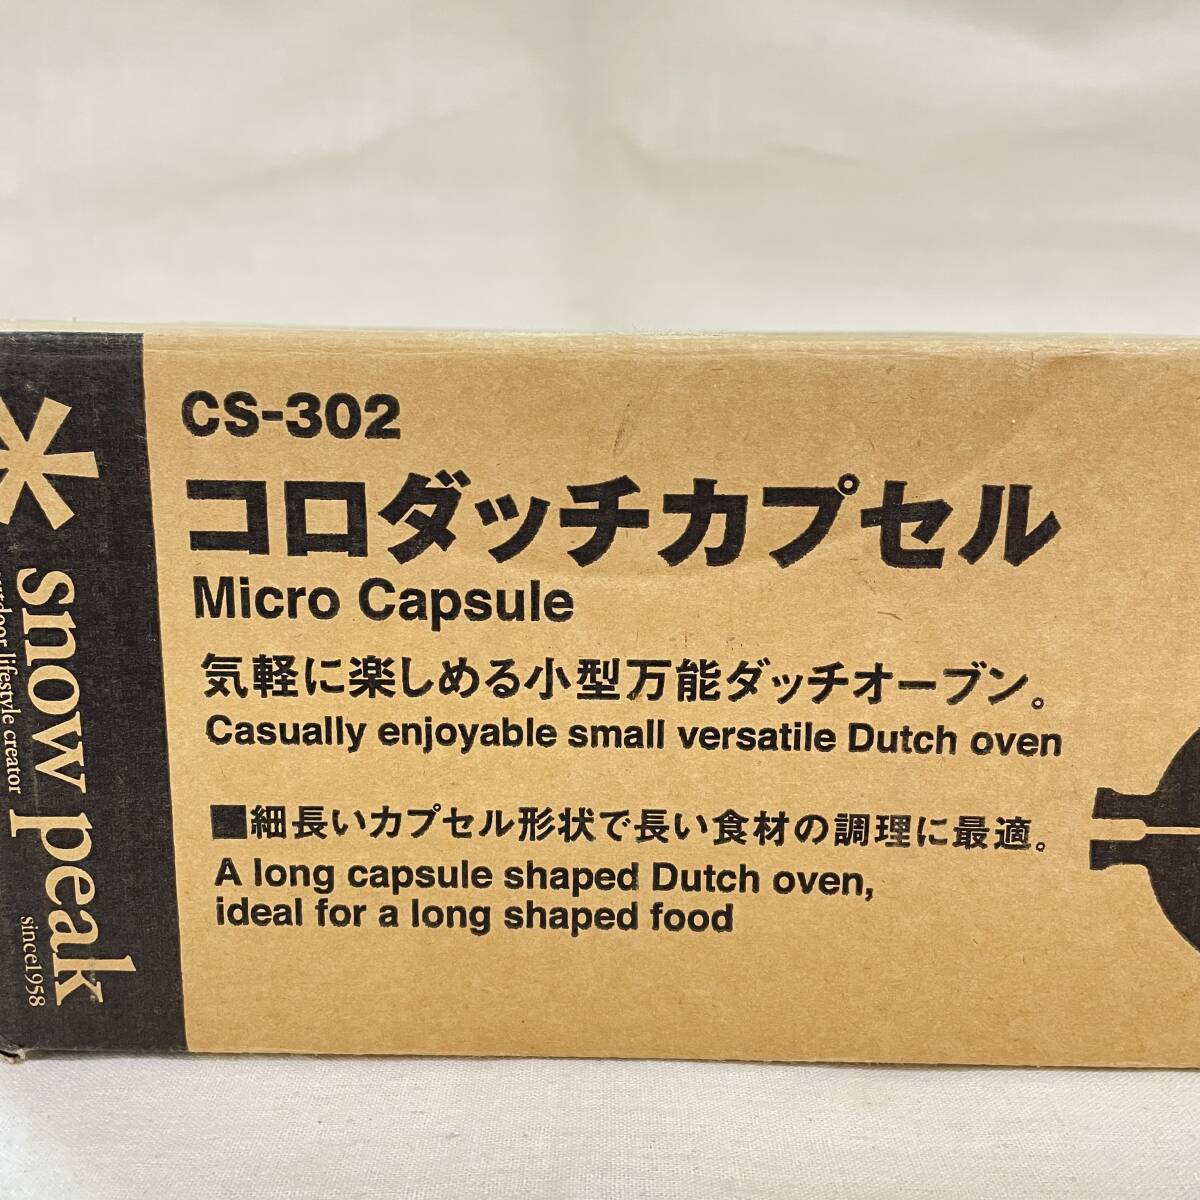 CS-302
コロダッチカプセル
Micro Capsule
気軽に楽しめる小型万能ダッチオーブン。
Casually enjoyable small versatile Dutch oven
■細長いカプセル形状で長い食材の調理に最適。
A long capsule shaped Dutch oven,
ideal for a long shaped food
snow peak
lifestyle creator
since1958